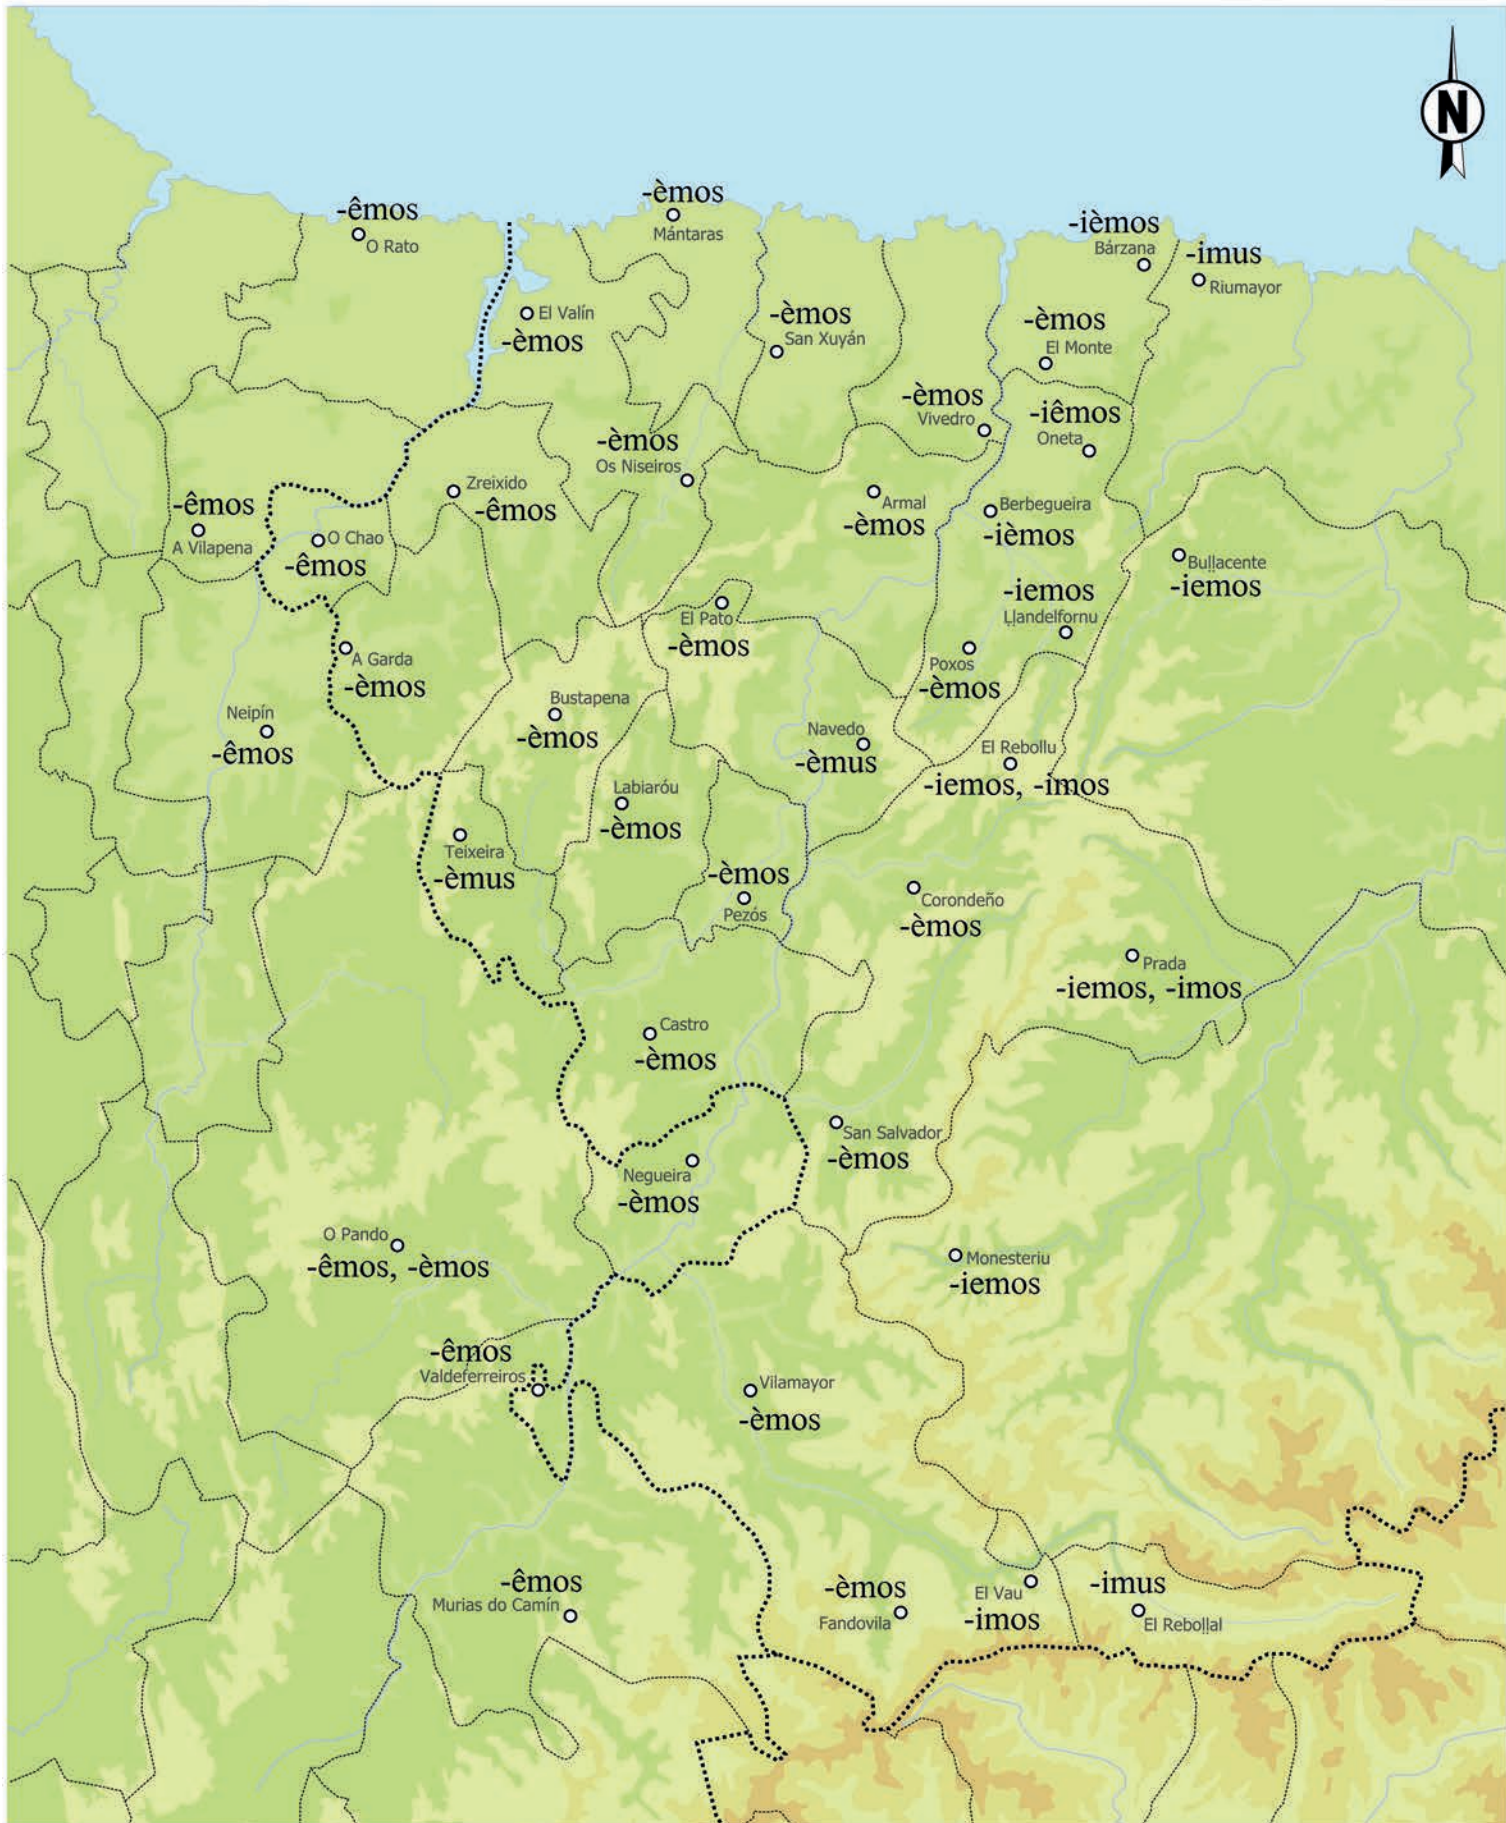 N
-êmos
O Rato
-èmos
Mántaras
-ièmos
Bárzana
-imus
Riumayor
El Valín
-èmos
-èmos
San Xuyán
-èmos
El Monte
-èmos
Vivedro
-iêmos
Oneta
-èmos
Os Niseiros
Zreixido
-êmos
Armal
-èmos
Berbegueira
-ièmos
-êmos
A Vilapena
O Chao
-êmos
Buḷḷacente
-iemos
-iemos
Ḷḷandelfornu
El Pato
-èmos
A Garda
-èmos
Poxos
-èmos
Bustapena
-èmos
Neipín
-êmos
Navedo
-èmus
El Rebollu
-iemos, -imos
Labiaróu
-èmos
Teixeira
-èmus
-èmos
Pezós
Corondeño
-èmos
Prada
-iemos, -imos
Castro
-èmos
San Salvador
-èmos
Negueira
-èmos
O Pando
-êmos, -èmos
Monesteriu
-iemos
-êmos
Valdeferreiros
Vilamayor
-èmos
-êmos
Murias do Camín
-èmos
Fandovila
El Vau
-imos
-imus
El Reboḷḷal